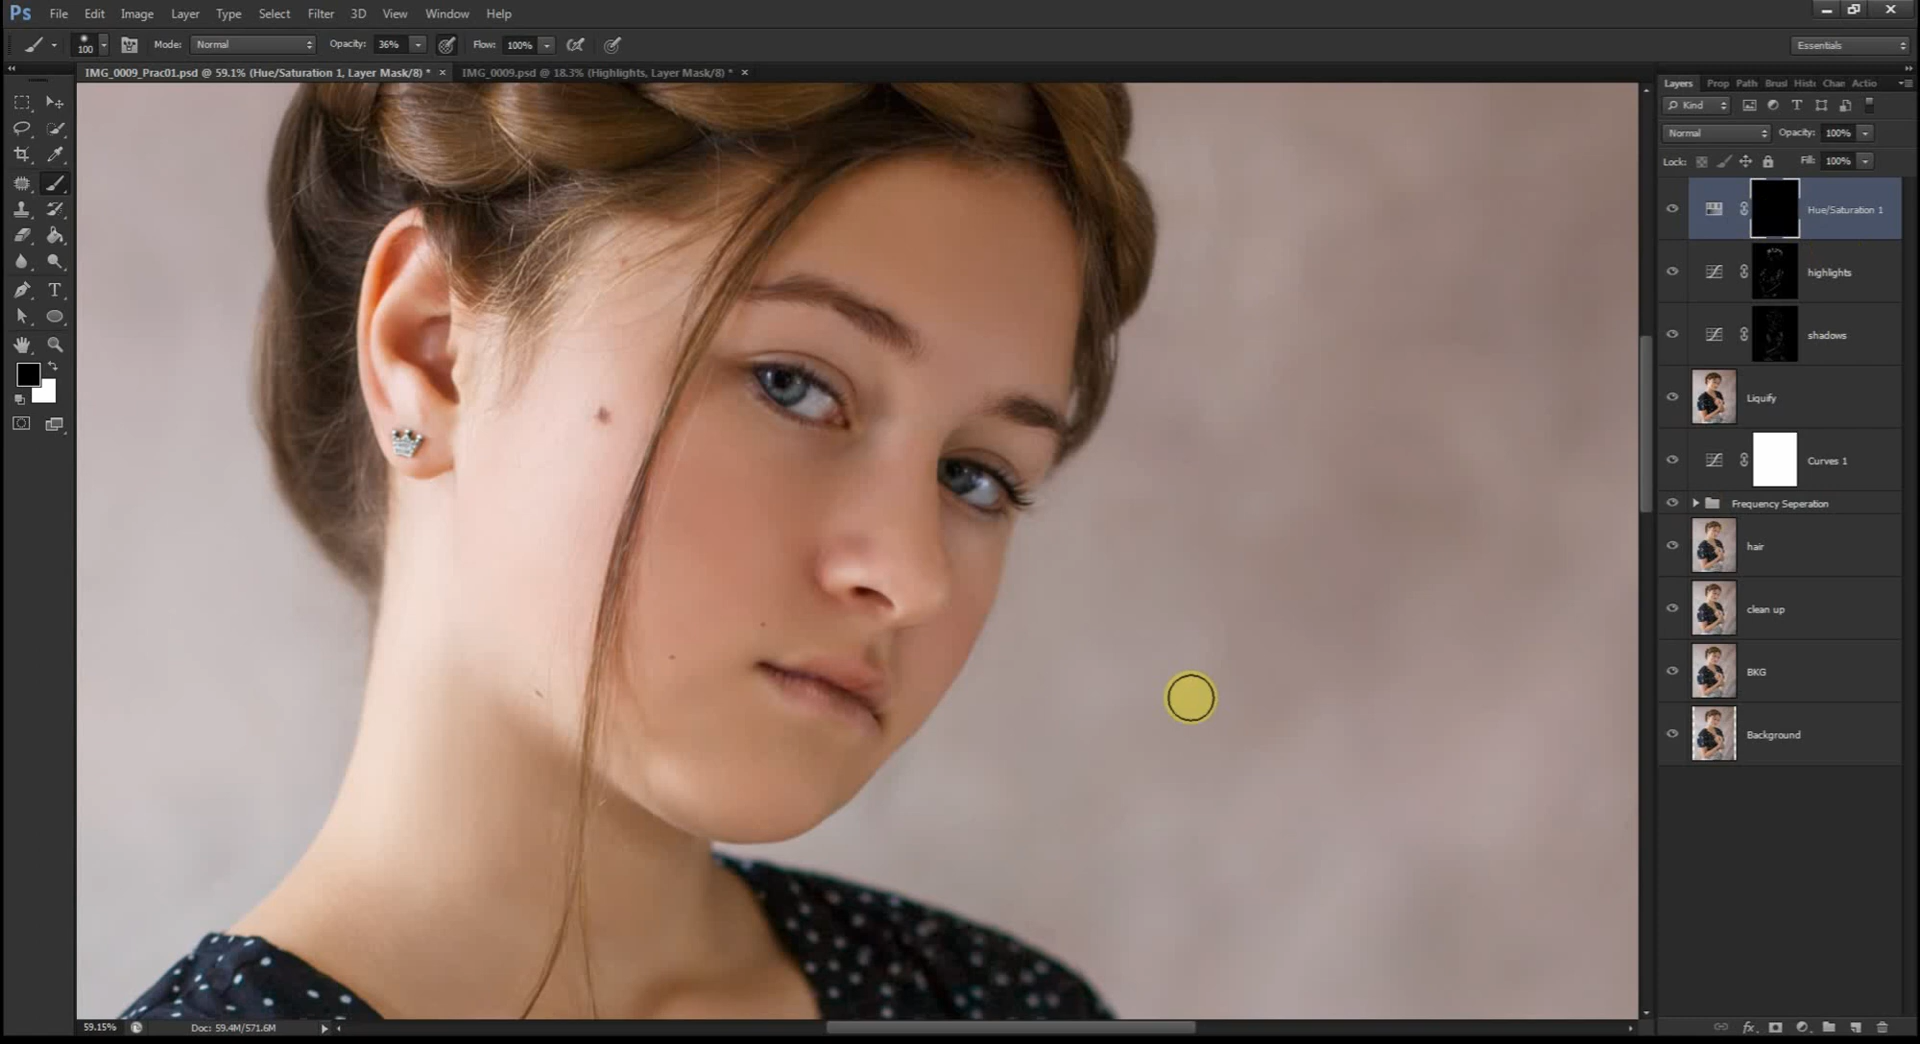 Ps File Edit Image Layer Type Select Filter 3D View Window Help
100 Mode: Normal Opacity: 36% Flow: 100% Essentials
IMG_0009_Prac01.psd @ 59.1% (Hue/Saturation 1, Layer Mask/8) * × IMG_0009.psd @ 18.3% (Highlights, Layer Mask/8) * ×
Layers Prop Path Brusl Histo Chan Actio
Kind
Normal Opacity: 100%
Lock: Fill: 100%
Hue/Saturation 1
highlights
shadows
Liquify
Curves 1
Frequency Seperation
hair
clean up
BKG
Background
59.15% Doc: 59.4M/571.6M